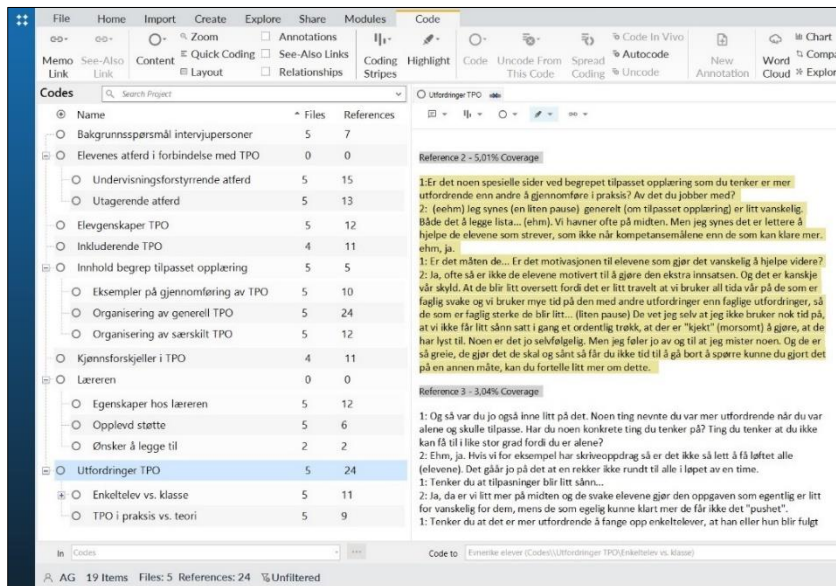 File Home Import Create Explore Share Modules Code
Memo Link
See-Also Link
Content
Zoom
Quick Coding
Layout
Annotations
See-Also Links
Relationships
Coding Stripes
Highlight
Code
Uncode From This Code
Spread Coding
Code In Vivo
Autocode
Uncode
New Annotation
Word Cloud
Chart
Compa
Explor
Codes
Search Project
Name Files References
Bakgrunnsspørsmål intervjupersoner 5 7
Elevenes atferd i forbindelse med TPO 0 0
Undervisningsforstyrrende atferd 5 15
Utagerende atferd 5 13
Elevgenskaper TPO 5 12
Inkluderende TPO 4 11
Innhold begrep tilpasset opplæring 5 5
Eksempler på gjennomføring av TPO 5 10
Organisering av generell TPO 5 24
Organisering av særskilt TPO 5 12
Kjønnsforskjeller i TPO 4 11
Læreren 0 0
Egenskaper hos læreren 5 12
Opplevd støtte 5 6
Ønsker å legge til 2 2
Utfordringer TPO 5 24
Enkeltelev vs. klasse 5 11
TPO i praksis vs. teori 5 9
In Codes
AG 19 Items Files: 5 References: 24 Unfiltered
Utfordringer TPO
Reference 2 - 5,01% Coverage
1:Er det noen spesielle sider ved begrepet tilpasset opplæring som du tenker er mer
utfordrende enn andre å gjennomføre i praksis? Av det du jobber med?
2: (eehm) Jeg synes (en liten pause) generelt (om tilpasset opplæring) er litt vanskelig.
Både det å legge lista... (ehm). Vi havner ofte på midten. Men jeg synes det er lettere å
hjelpe de elevene som strever, som ikke når kompetansemålene enn de som kan klare mer.
ehm, ja.
1: Er det måten de... Er det motivasjonen til elevene som gjør det vanskelig å hjelpe videre?
2: Ja, ofte så er ikke de elevene motivert til å gjøre den ekstra innsatsen. Og det er kanskje
vår skyld. At de blir litt oversett fordi det er litt travelt at vi bruker all tida vår på de som er
faglig svake og vi bruker mye tid på den med andre utfordringer enn faglige utfordringer, så
de som er faglig sterke de blir litt... (liten pause) De vet jeg selv at jeg ikke bruker nok tid på,
at vi ikke får litt sånn satt i gang et ordentlig trøkk, at der er "kjekt" (morsomt) å gjøre, at de
har lyst til. Noen er det jo selvfølgelig. Men jeg føler jo av og til at jeg mister noen. Og de er
så greie, de gjør det de skal og sånt så får du ikke tid til å gå bort å spørre kunne du gjort det
på en annen måte, kan du fortelle litt mer om dette.
Reference 3 - 3,04% Coverage
1: Og så var du jo også inne litt på det. Noen ting nevnte du var mer utfordrende når du var
alene og skulle tilpasse. Har du noen konkrete ting du tenker på? Ting du tenker at du ikke
kan få til i like stor grad fordi du er alene?
2: Ehm, ja. Hvis vi for eksempel har skriveoppdrag så er det ikke så lett å få løftet alle
(elevene). Det gåår jo på det at en rekker ikke rundt til alle i løpet av en time.
1: Tenker du at tilpasninger blir litt sånn...
2: Ja, da er vi litt mer på midten og de svake elevene gjør den oppgaven som egentlig er litt
for vanskelig for dem, mens de som egelig kunne klart mer de får ikke det "pushet".
1: Tenker du at det er mer utfordrende å fange opp enkeltelever, at han eller hun blir fulgt
Code to Esmerike elever (Codes\\Utfordringer TPO\Enkeltelev vs. klasse)